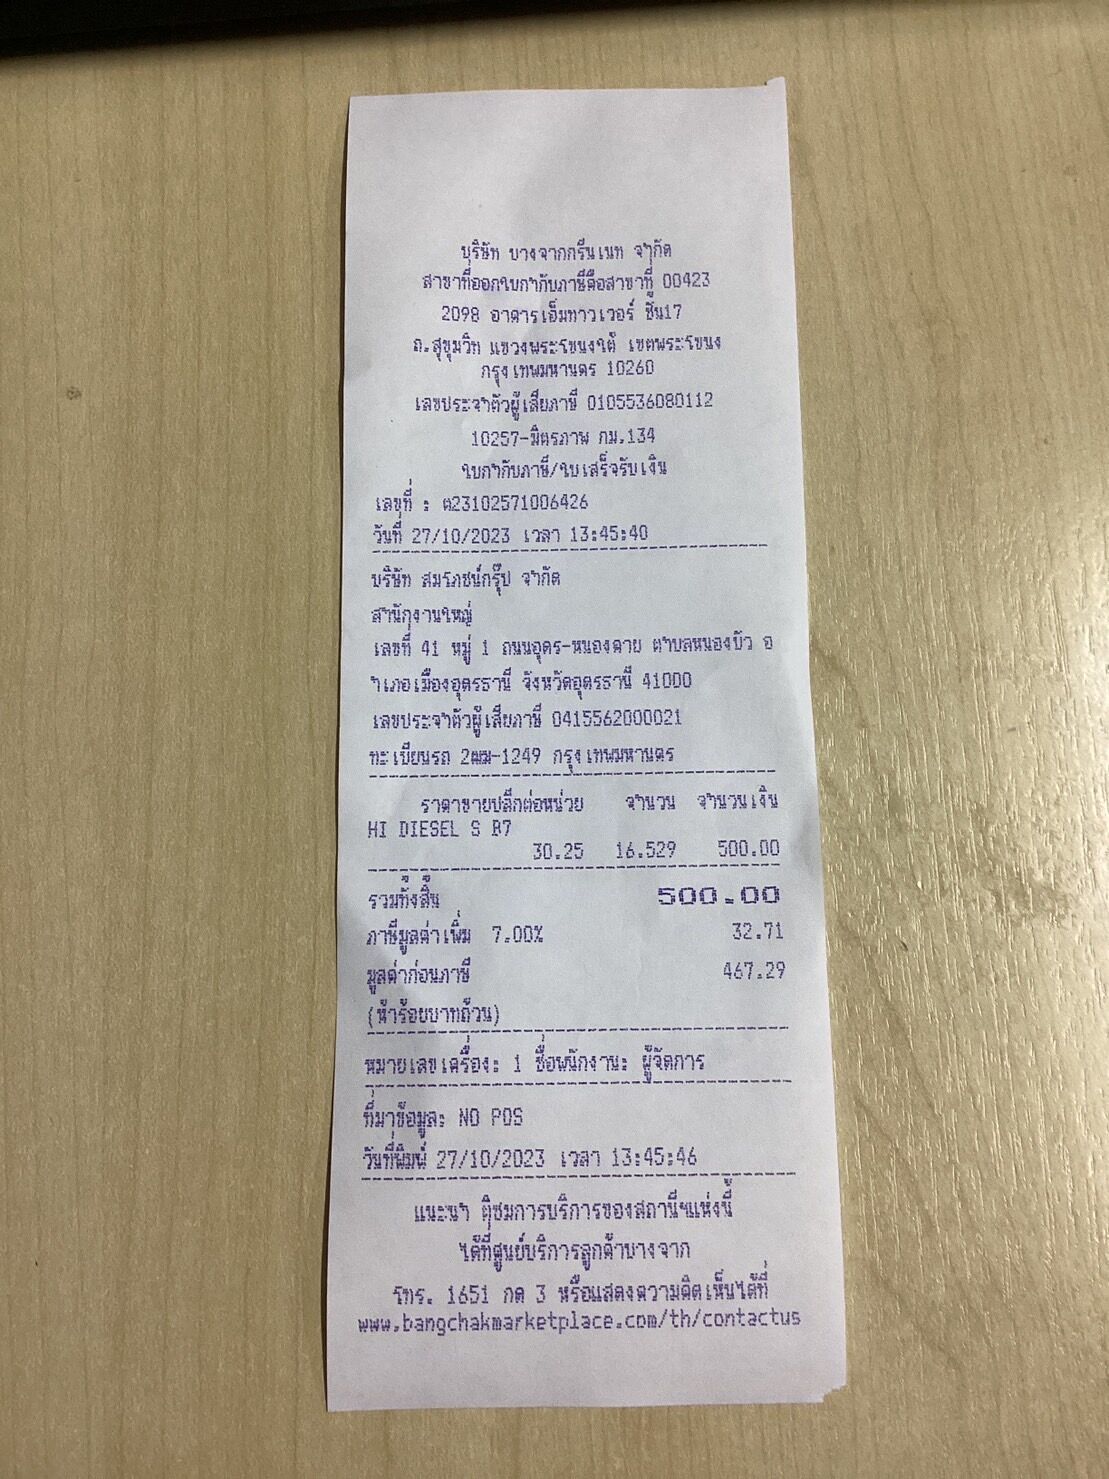 บริษัท บางจากกรีนเนท จำกัด
สาขาที่ออกใบกำกับภาษีคือสาขาที่ 00423
2098 อาคารเอ็มทาวเวอร์ ชั้น17
ถ.สุขุมวิท แขวงพระโขนงใต้ เขตพระโขนง
กรุงเทพมหานคร 10260
เลขประจำตัวผู้เสียภาษี 0105536080112
10257-มิตรภาพ กม.134
ใบกำกับภาษี/ใบเสร็จรับเงิน
เลขที่ : ต23102571006426
วันที่ 27/10/2023 เวลา 13:45:40
บริษัท สมโภชน์กรุ๊ป จำกัด
สำนักงานใหญ่
เลขที่ 41 หมู่ 1 ถนนอุดร-หนองคาย ตำบลหนองบัว อ
ำเภอเมืองอุดรธานี จังหวัดอุดรธานี 41000
เลขประจำตัวผู้เสียภาษี 0415562000021
ทะเบียนรถ 2ฒฒ-1249 กรุงเทพมหานคร
ราคาขายปลีกต่อหน่วย จำนวน จำนวนเงิน
HI DIESEL S B7
30.25 16.529 500.00
รวมทั้งสิ้น 500.00
ภาษีมูลค่าเพิ่ม 7.00% 32.71
มูลค่าก่อนภาษี 467.29
(ห้าร้อยบาทถ้วน)
หมายเลขเครื่อง: 1 ชื่อพนักงาน: ผู้จัดการ
ที่มาข้อมูล: NO POS
วันที่พิมพ์ 27/10/2023 เวลา 13:45:46
แนะนำ ติชมการบริการของสถานีฯแห่งนี้
ได้ที่ศูนย์บริการลูกค้าบางจาก
โทร. 1651 กด 3 หรือแสดงความคิดเห็นได้ที่
www.bangchakmarketplace.com/th/contactus